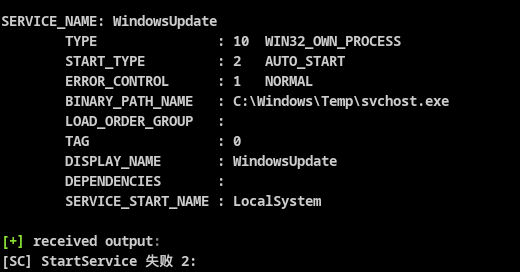 SERVICE_NAME: WindowsUpdate
TYPE : 10 WIN32_OWN_PROCESS
START_TYPE : 2 AUTO_START
ERROR_CONTROL : 1 NORMAL
BINARY_PATH_NAME : C:\Windows\Temp\svchost.exe
LOAD_ORDER_GROUP :
TAG : 0
DISPLAY_NAME : WindowsUpdate
DEPENDENCIES :
SERVICE_START_NAME : LocalSystem
[+] received output:
[SC] StartService 失败 2: